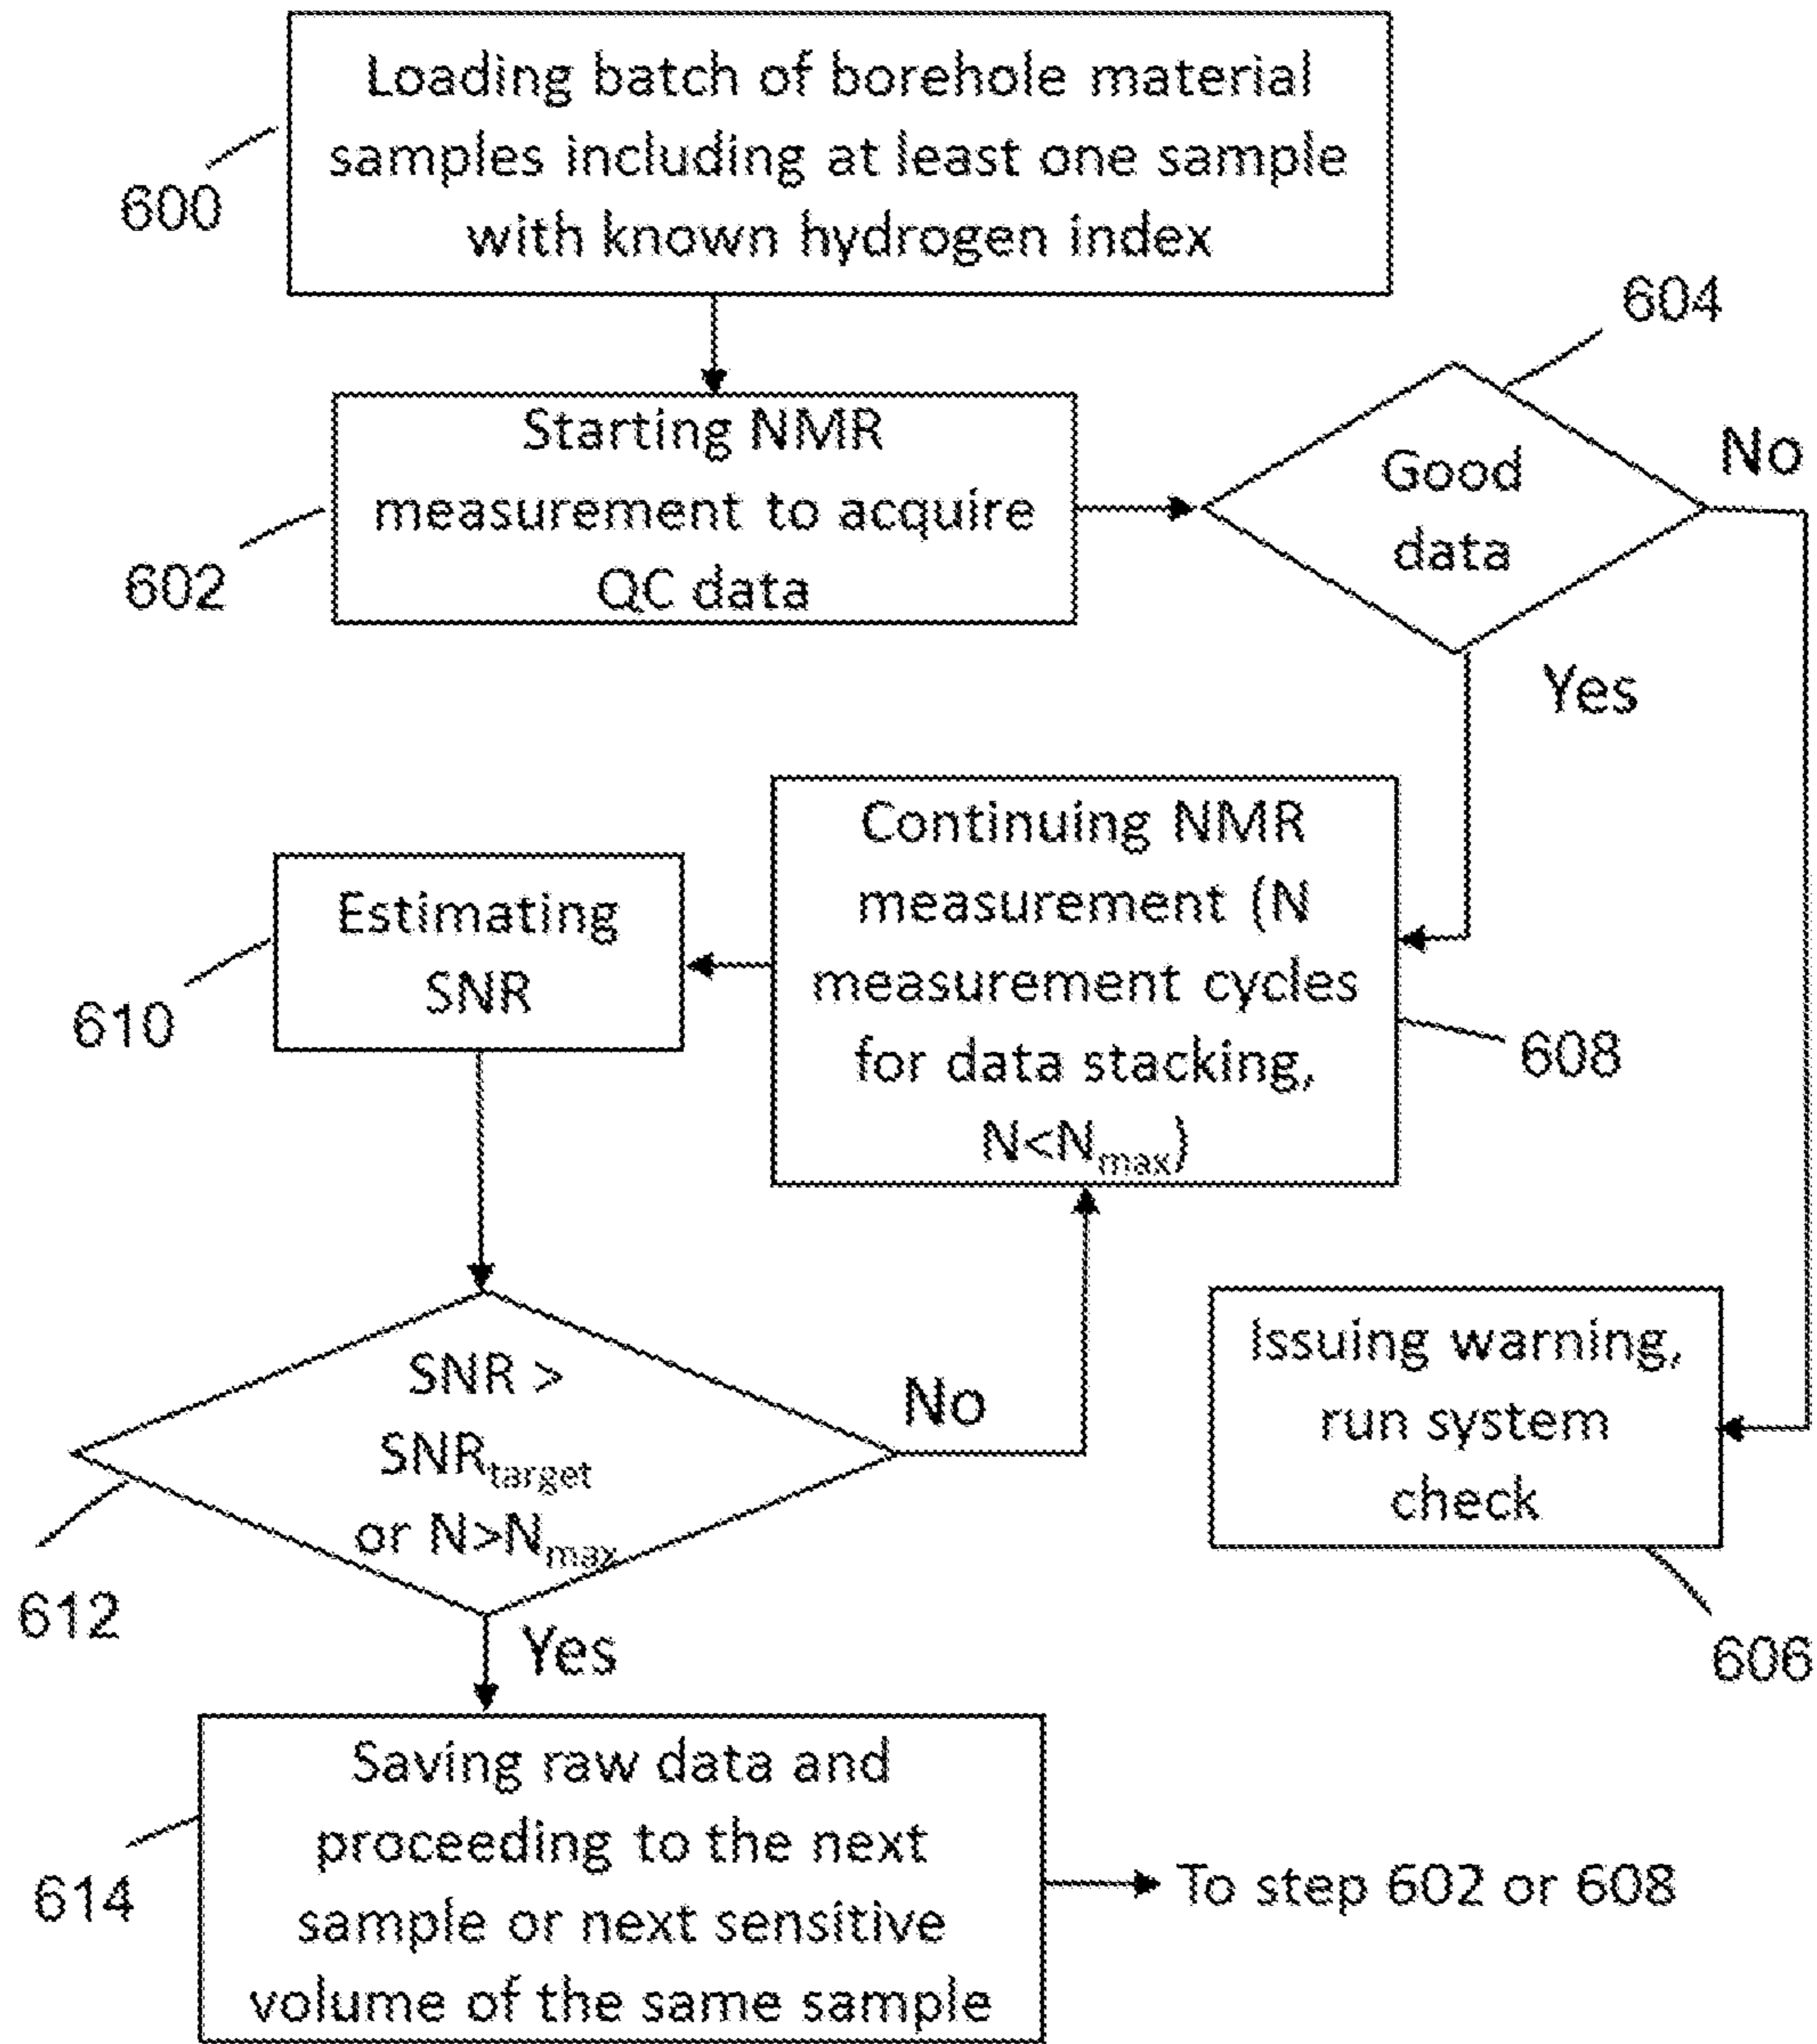 Loading batch of borehole material
samples including at least one sample
with known hydrogen index
600
604
Starting NMR
measurement to acquire
QC data
602
Good
data
No
Yes
Continuing NMR
measurement (N
measurement cycles
for data stacking,
N<Nmax)
608
Estimating
SNR
610
SNR >
SNRtarget
or N>Nmax
No
612
Yes
Issuing warning,
run system
check
606
Saving raw data and
proceeding to the next
sample or next sensitive
volume of the same sample
614
To step 602 or 608